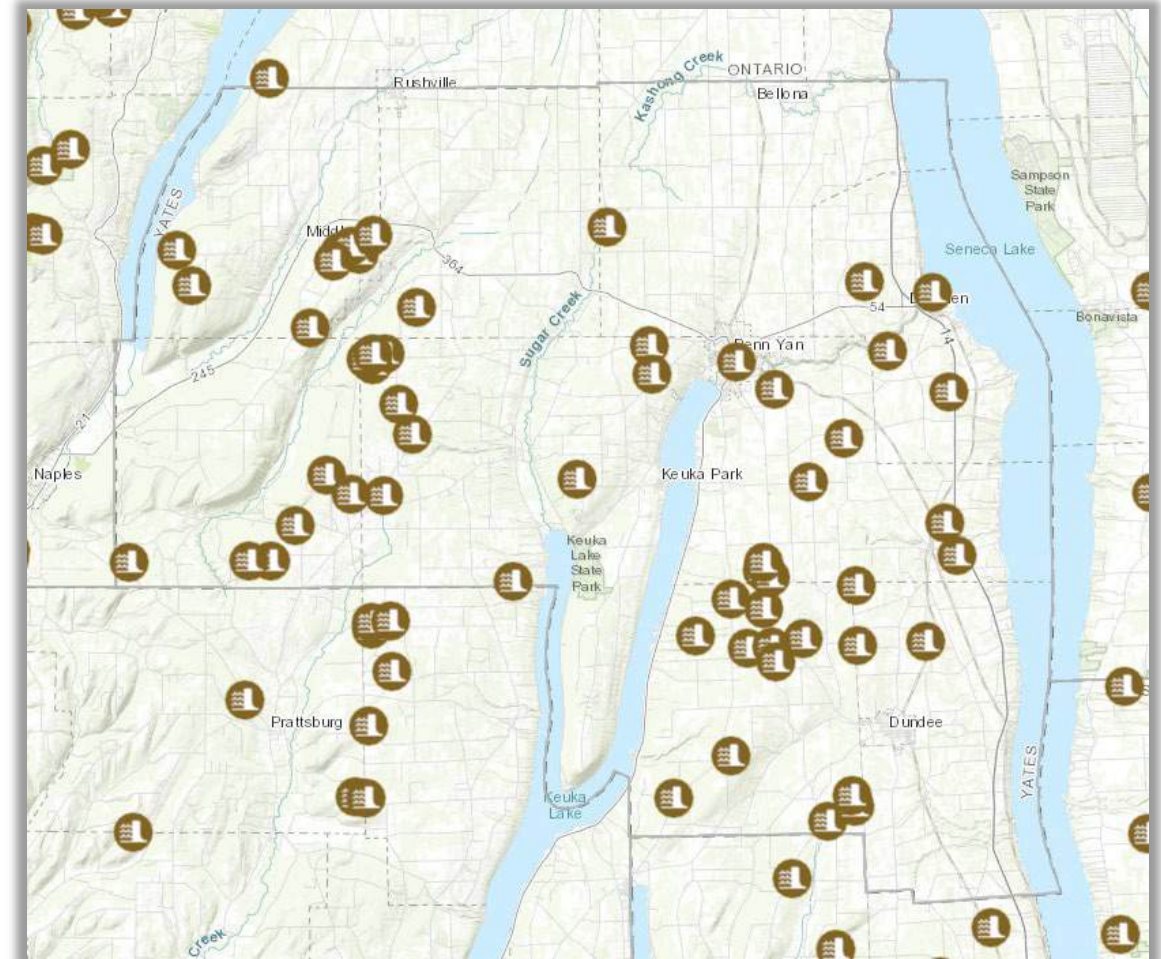 ONTARIO
Rushville
Kashong Creek
Bellona
Sampson
State
Park
YATES
Seneca Lake
364
54
Bonavista
Sugar Creek
14
Penn Yan
245
21
Naples
Keuka Park
Keuka
Lake
State
Park
Prattsburg
Dundee
YATES
Keuka
Lake
Creek